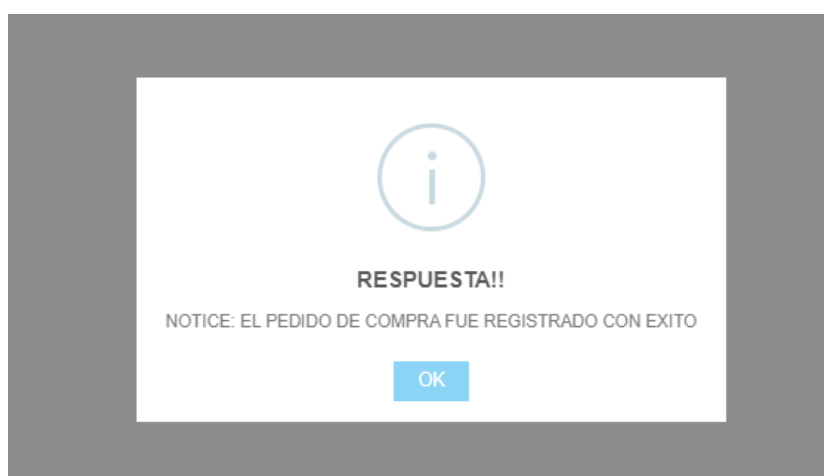 RESPUESTA!!
NOTICE: EL PEDIDO DE COMPRA FUE REGISTRADO CON EXITO
OK